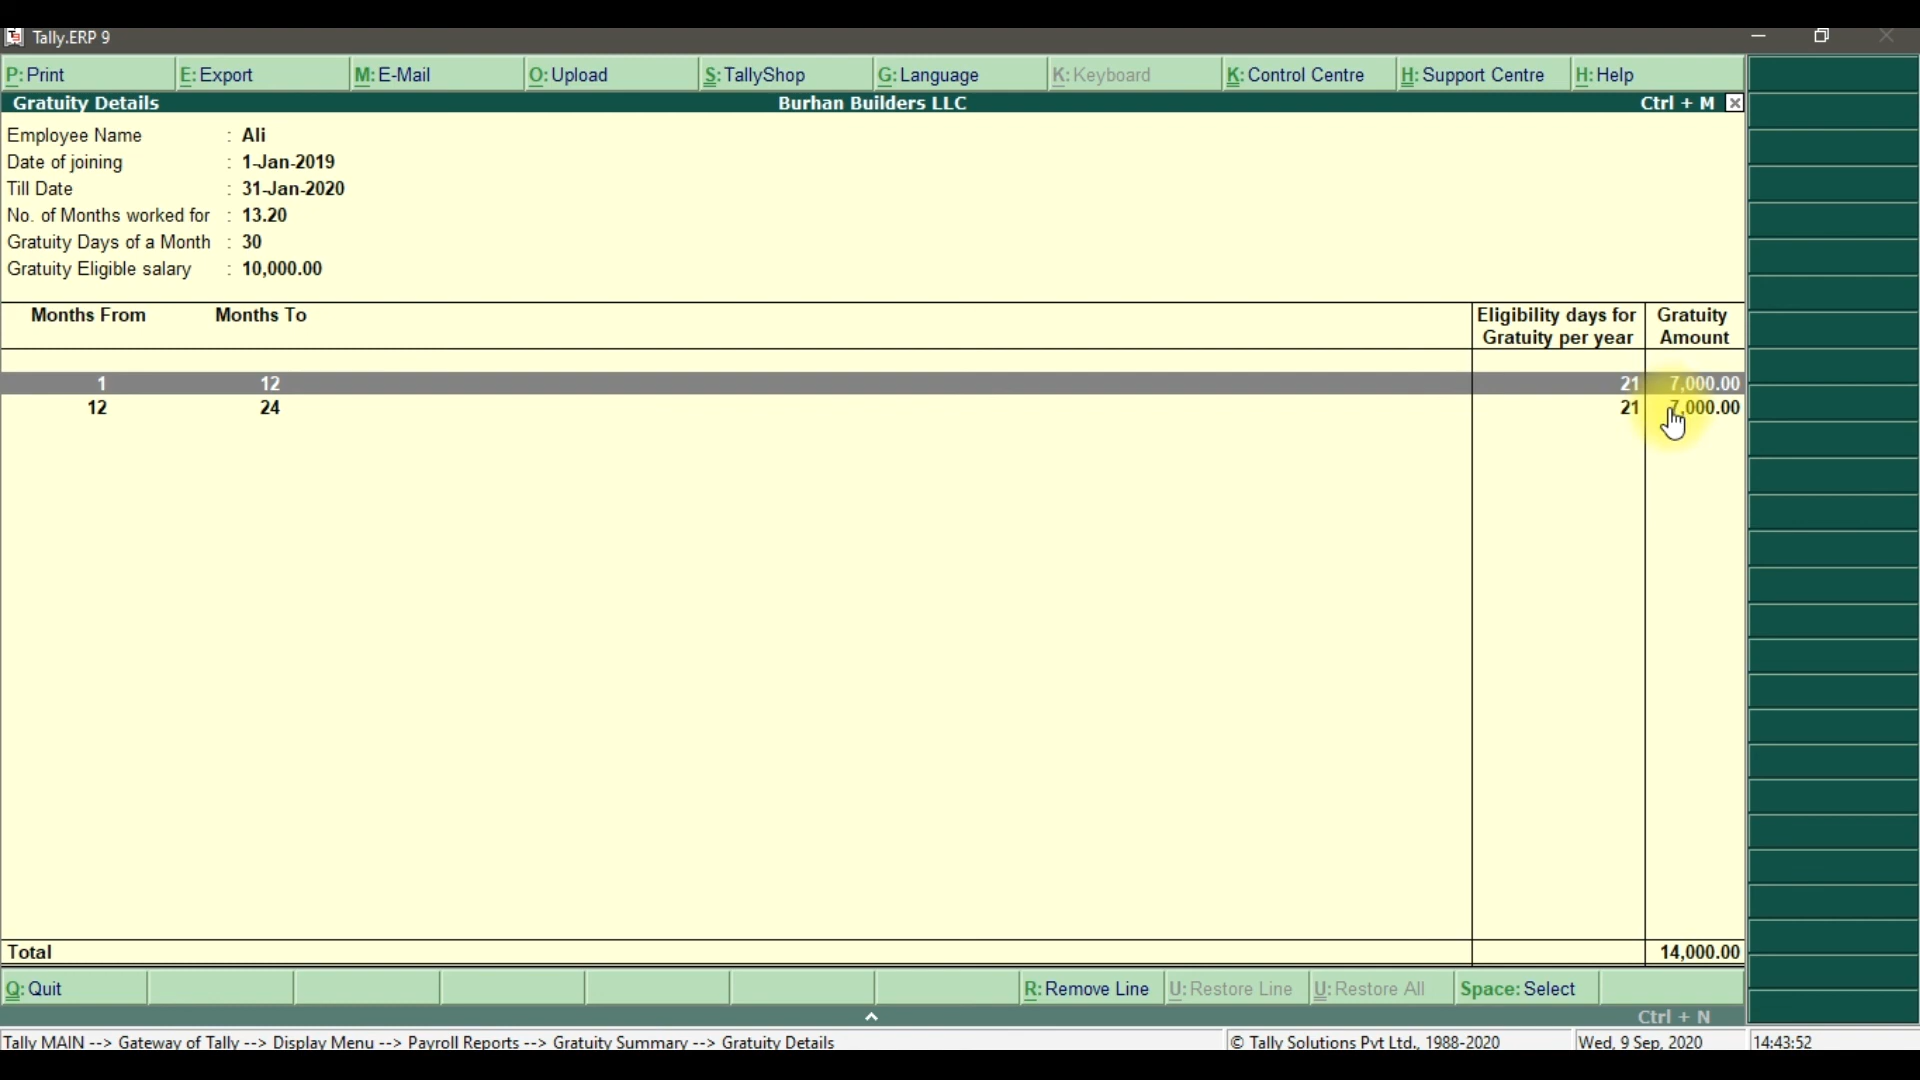 Tally.ERP 9
P: Print E: Export M: E-Mail O: Upload S: TallyShop G: Language K: Keyboard K: Control Centre H: Support Centre H: Help
Gratuity Details Burhan Builders LLC Ctrl + M
Employee Name : Ali
Date of joining : 1-Jan-2019
Till Date : 31-Jan-2020
No. of Months worked for : 13.20
Gratuity Days of a Month : 30
Gratuity Eligible salary : 10,000.00
Months From Months To Eligibility days for Gratuity
Gratuity per year Amount
1 12 21 7,000.00
12 24 21 7,000.00
Total 14,000.00
Q: Quit R: Remove Line U: Restore Line U: Restore All Space: Select
Ctrl + N
Tally MAIN --> Gateway of Tally --> Display Menu --> Payroll Reports --> Gratuity Summary --> Gratuity Details © Tally Solutions Pvt Ltd., 1988-2020 Wed, 9 Sep, 2020 14:43:52